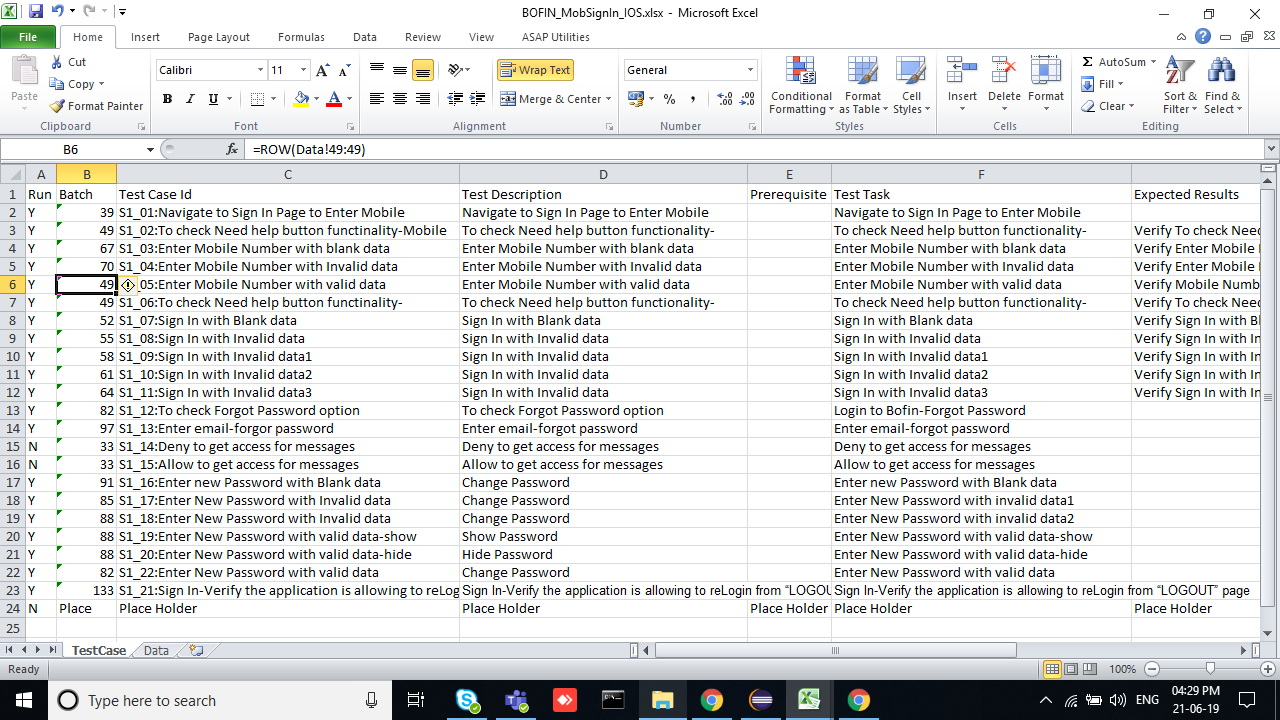 BOFIN_MobSignIn_IOS.xlsx - Microsoft Excel
File Home Insert Page Layout Formulas Data Review View ASAP Utilities
Paste Cut Calibri 11 A A Wrap Text General Conditional Formatting Format as Table Cell Styles Insert Delete Format AutoSum Sort & Filter Find & Select
Copy Fill
Format Painter B I U A Merge & Center % , Clear
Clipboard Font Alignment Number Styles Cells Editing
B6 fx =ROW(Data!49:49)
A B C D E F
1 Run Batch Test Case Id Test Description Prerequisite Test Task Expected Results
2 Y 39 S1_01:Navigate to Sign In Page to Enter Mobile Navigate to Sign In Page to Enter Mobile Navigate to Sign In Page to Enter Mobile
3 Y 49 S1_02:To check Need help button functinality-Mobile To check Need help button functinality- To check Need help button functinality- Verify To check Need
4 Y 67 S1_03:Enter Mobile Number with blank data Enter Mobile Number with blank data Enter Mobile Number with blank data Verify Enter Mobile
5 Y 70 S1_04:Enter Mobile Number with Invalid data Enter Mobile Number with Invalid data Enter Mobile Number with Invalid data Verify Enter Mobile
6 Y 49 _05:Enter Mobile Number with valid data Enter Mobile Number with valid data Enter Mobile Number with valid data Verify Mobile Numb
7 Y 49 S1_06:To check Need help button functinality- To check Need help button functinality- To check Need help button functinality- Verify To check Need
8 Y 52 S1_07:Sign In with Blank data Sign In with Blank data Sign In with Blank data Verify Sign In with Bl
9 Y 55 S1_08:Sign In with Invalid data Sign In with Invalid data Sign In with Invalid data Verify Sign In with In
10 Y 58 S1_09:Sign In with Invalid data1 Sign In with Invalid data Sign In with Invalid data1 Verify Sign In with In
11 Y 61 S1_10:Sign In with Invalid data2 Sign In with Invalid data Sign In with Invalid data2 Verify Sign In with In
12 Y 64 S1_11:Sign In with Invalid data3 Sign In with Invalid data Sign In with Invalid data3 Verify Sign In with In
13 Y 82 S1_12:To check Forgot Password option To check Forgot Password option Login to Bofin-Forgot Password
14 Y 97 S1_13:Enter email-forgor password Enter email-forgot password Enter email-forgot password
15 N 33 S1_14:Deny to get access for messages Deny to get access for messages Deny to get access for messages
16 N 33 S1_15:Allow to get access for messages Allow to get access for messages Allow to get access for messages
17 Y 91 S1_16:Enter new Password with Blank data Change Password Enter new Password with Blank data
18 Y 85 S1_17:Enter New Password with Invalid data Change Password Enter New Password with invalid data1
19 Y 88 S1_18:Enter New Password with Invalid data Change Password Enter New Password with invalid data2
20 Y 88 S1_19:Enter New Password with valid data-show Show Password Enter New Password with valid data-show
21 Y 88 S1_20:Enter New Password with valid data-hide Hide Password Enter New Password with valid data-hide
22 Y 82 S1_22:Enter New Password with valid data Change Password Enter New Password with valid data
23 Y 133 S1_21:Sign In-Verify the application is allowing to reLog Sign In-Verify the application is allowing to reLogin from “LOGOU Sign In-Verify the application is allowing to reLogin from “LOGOUT” page
24 N Place Place Holder Place Holder Place Holder Place Holder Place Holder
25
TestCase Data
Ready 100%
Type here to search ENG 04:29 PM
21-06-19